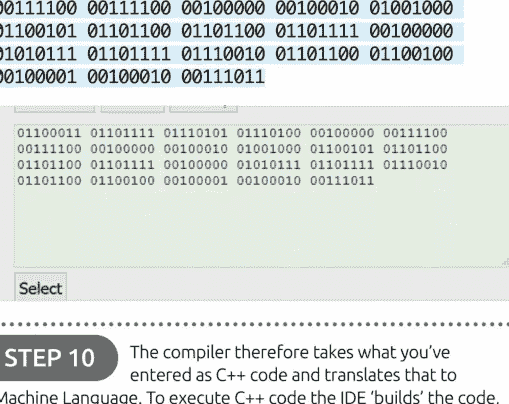 00111100 00111100 00100000 00100010 01001000
01100101 01101100 01101100 01101111 00100000
01010111 01101111 01110010 01101100 01100100
00100001 00100010 00111011
01100011 01101111 01110101 01110100 00100000 00111100
00111100 00100000 00100010 01001000 01100101 01101100
01101100 01101111 00100000 01010111 01101111 01110010
01101100 01100100 00100001 00100010 00111011
Select
STEP 10 The compiler therefore takes what you've
entered as C++ code and translates that to
Machine Language. To execute C++ code the IDE 'builds' the code,